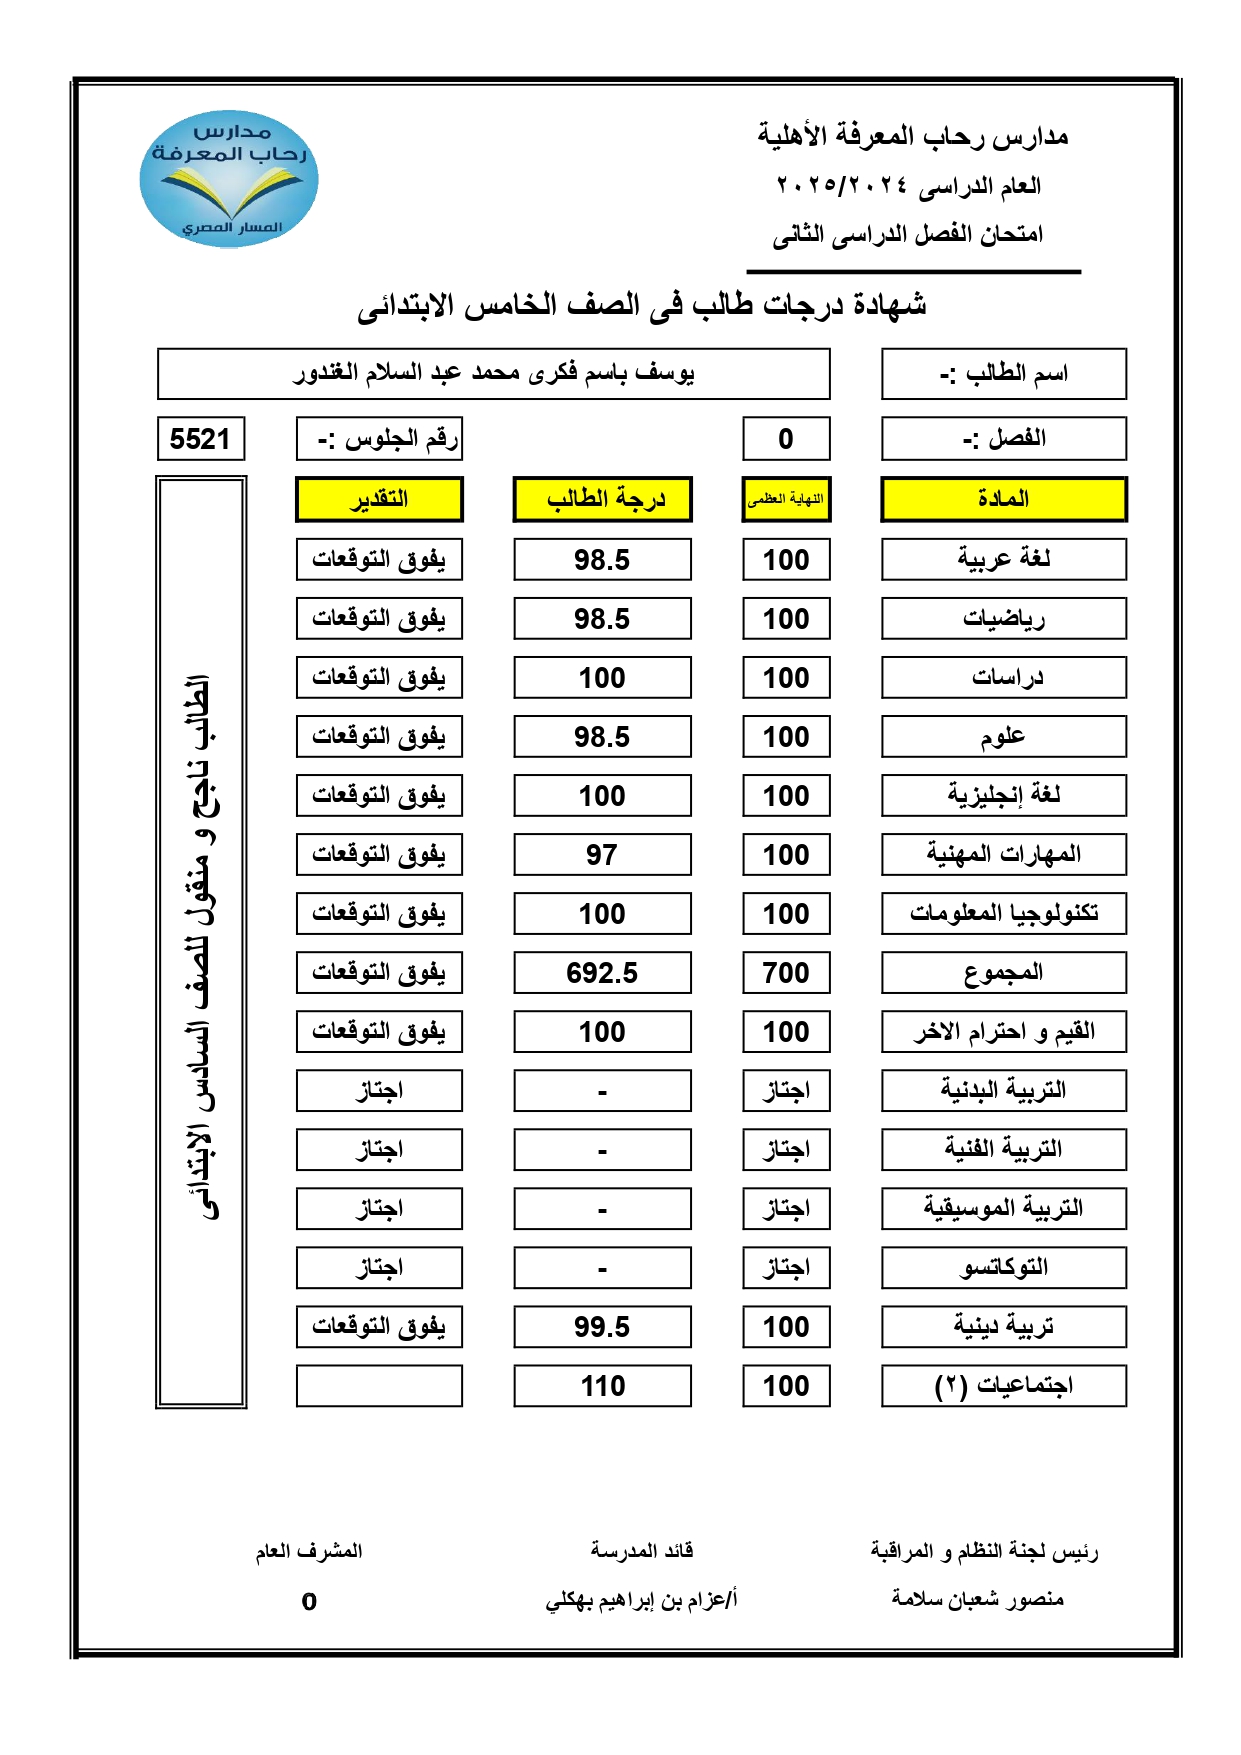 مدارس رحاب المعرفة الأهلية
العام الدراسى ٢٠٢٥/٢٠٢٤
امتحان الفصل الدراسى الثانى
مدارس
رحاب المعرفة
المسار المصري
شهادة درجات طالب فى الصف الخامس الابتدائى
اسم الطالب :- يوسف باسم فكرى محمد عبد السلام الغندور
الفصل :- 0 رقم الجلوس :- 5521
المادة النهاية العظمى درجة الطالب التقدير
لغة عربية 100 98.5 يفوق التوقعات
رياضيات 100 98.5 يفوق التوقعات
دراسات 100 100 يفوق التوقعات
علوم 100 98.5 يفوق التوقعات
لغة إنجليزية 100 100 يفوق التوقعات
المهارات المهنية 100 97 يفوق التوقعات
تكنولوجيا المعلومات 100 100 يفوق التوقعات
المجموع 700 692.5 يفوق التوقعات
القيم و احترام الاخر 100 100 يفوق التوقعات
التربية البدنية اجتاز - اجتاز
التربية الفنية اجتاز - اجتاز
التربية الموسيقية اجتاز - اجتاز
التوكاتسو اجتاز - اجتاز
تربية دينية 100 99.5 يفوق التوقعات
اجتماعيات (٢) 100 110
الطالب ناجح و منقول للصف السادس الابتدائى
رئيس لجنة النظام و المراقبة قائد المدرسة المشرف العام
منصور شعبان سلامة أ/عزام بن إبراهيم بهكلي 0